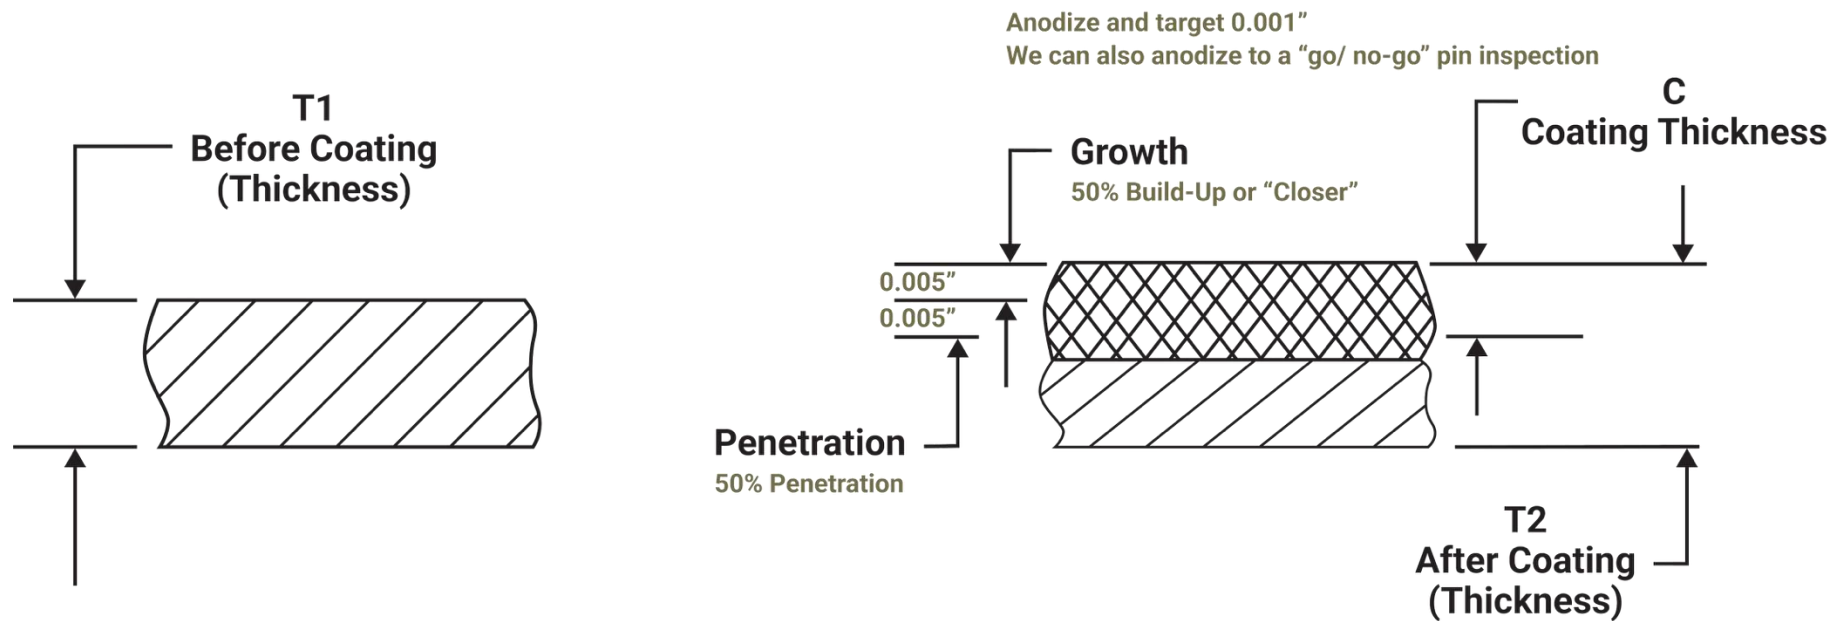 Anodize and target 0.001”
We can also anodize to a “go/ no-go” pin inspection
T1
Before Coating
(Thickness)
Growth
50% Build-Up or “Closer”
C
Coating Thickness
0.005”
0.005”
Penetration
50% Penetration
T2
After Coating
(Thickness)